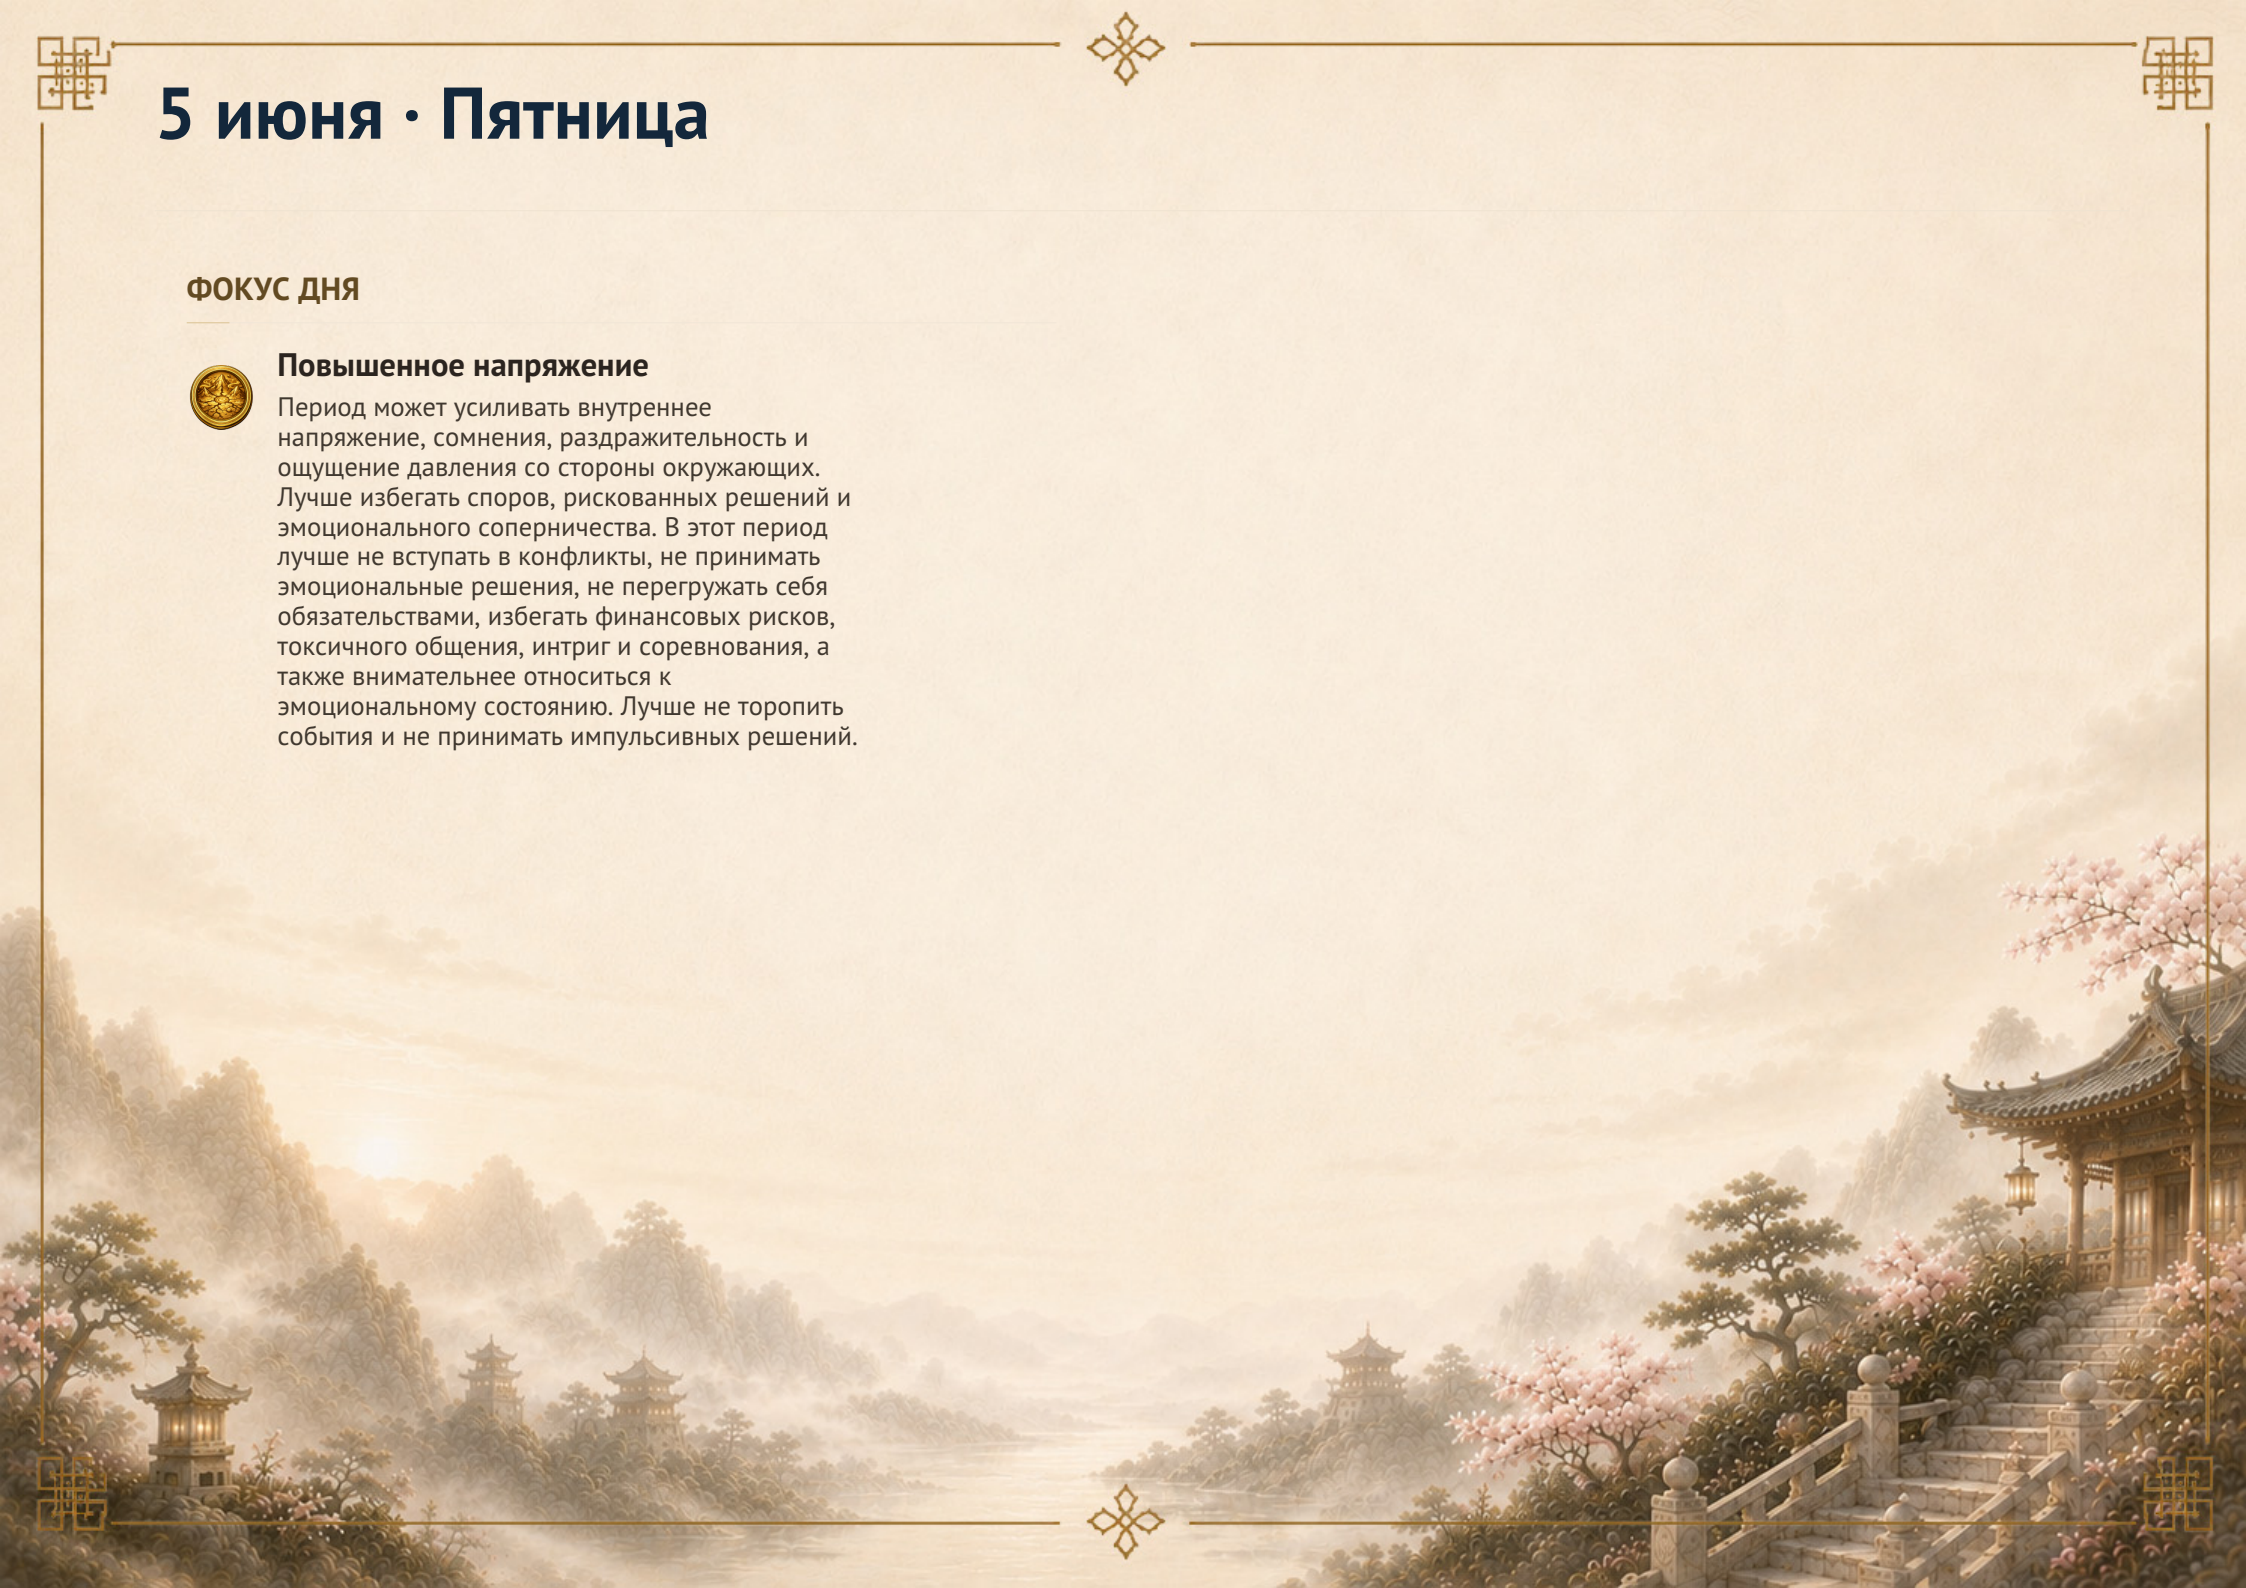 5 июня · Пятница
ФОКУС ДНЯ
Повышенное напряжение
Период может усиливать внутреннее
напряжение, сомнения, раздражительность и
ощущение давления со стороны окружающих.
Лучше избегать споров, рискованных решений и
эмоционального соперничества. В этот период
лучше не вступать в конфликты, не принимать
эмоциональные решения, не перегружать себя
обязательствами, избегать финансовых рисков,
токсичного общения, интриг и соревнования, а
также внимательнее относиться к
эмоциональному состоянию. Лучше не торопить
события и не принимать импульсивных решений.